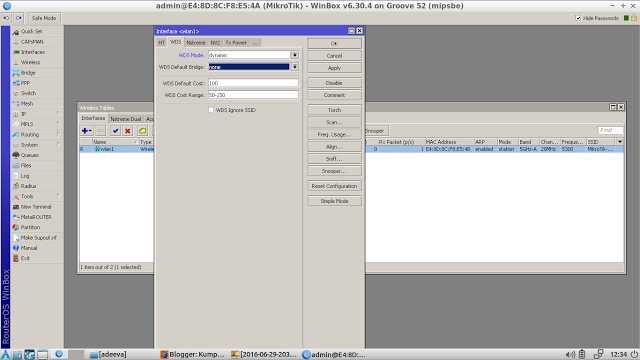 admin@E4:8D:8C:F8:E5:4A (MikroTik) - WinBox v6.30.4 on Groove 52 (mipsbe)
Safe Mode
Hide Passwords
Quick Set
CAPsMAN
Interfaces
Wireless
Bridge
PPP
Switch
Mesh
IP
MPLS
Routing
System
Queues
Files
Log
Radius
Tools
New Terminal
MetaROUTER
Partition
Make Supout.rif
Manual
Exit
RouterOS WinBox
Interface <wlan1>
HT WDS Nstreme NV2 Tx Power ...
WDS Mode: dynamic
WDS Default Bridge: none
WDS Default Cost: 100
WDS Cost Range: 50-150
WDS Ignore SSID
OK
Cancel
Apply
Disable
Comment
Torch
Scan...
Freq. Usage...
Align...
Sniff...
Snooper...
Reset Configuration
Simple Mode
Wireless Tables
Interfaces Nstreme Dual
Snooper
Find
Name Type
Rx Packet (p/s) MAC Address ARP Mode Band Chan... Freque... SSID
wlan1
0 E4:8D:8C:F8:E5:4B enabled station 5GHz-A 20MHz 5180 MikroTik-...
1 item out of 2 (1 selected)
[adeeva]
Blogger: Kump...
[2016-06-29-203...
admin@E4:8D:...
12:34